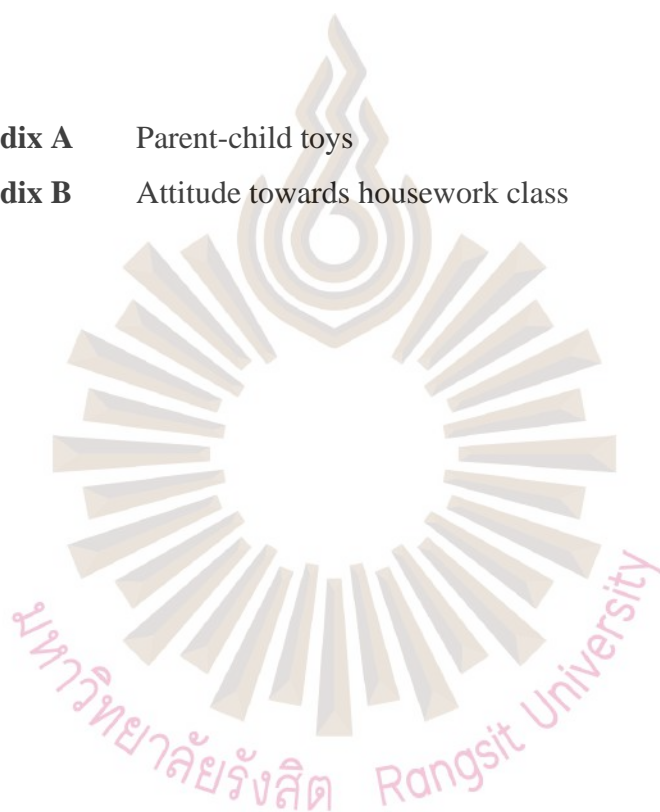 dix A Parent-child toys
dix B Attitude towards housework class
มหาวิทยาลัยรังสิต Rangsit University